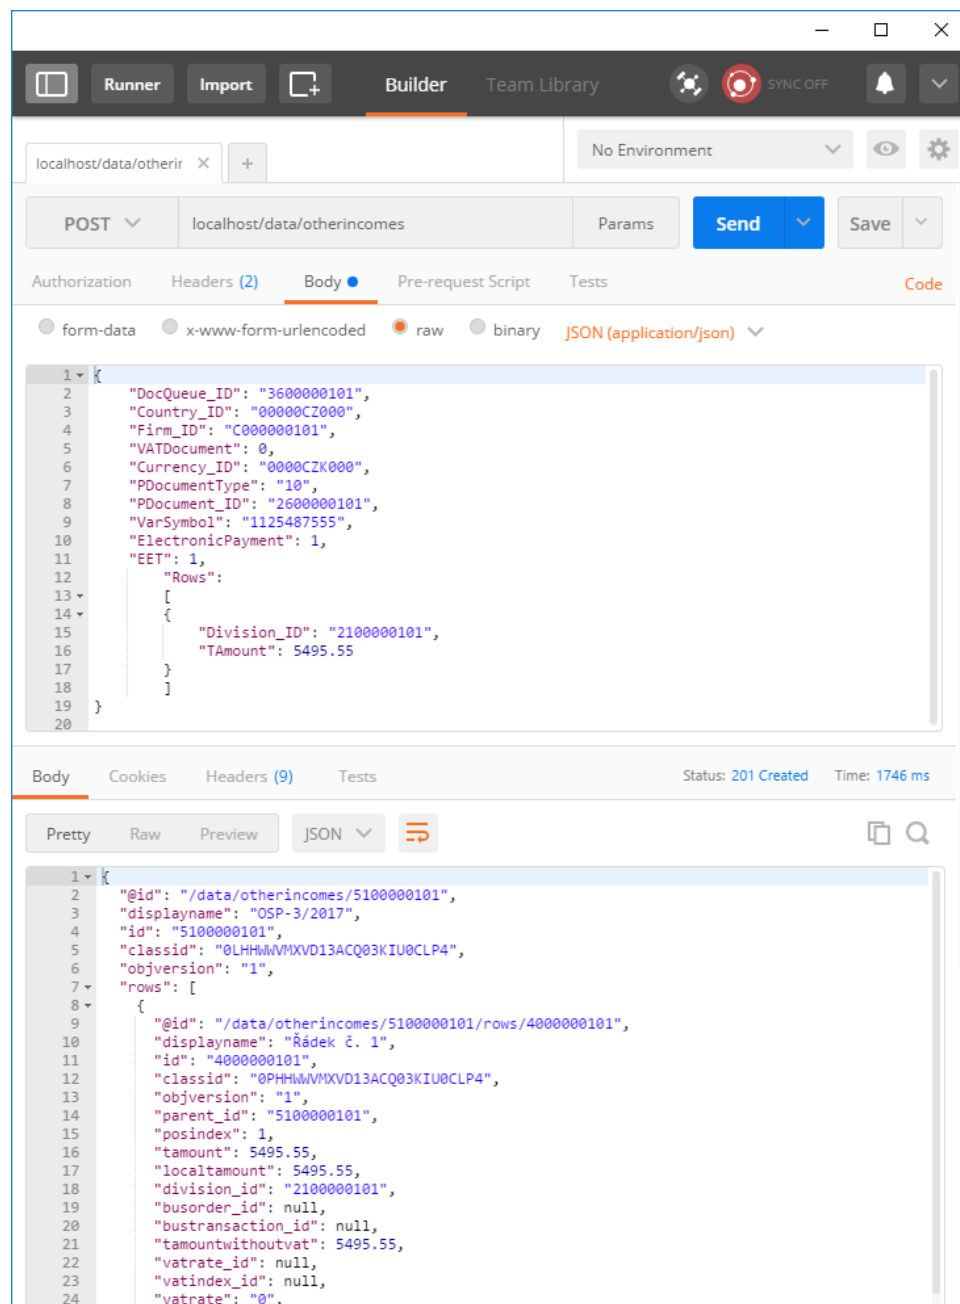 Runner Import Builder Team Library SYNC OFF
localhost/data/otherir No Environment
POST localhost/data/otherincomes Params Send Save
Authorization Headers (2) Body Pre-request Script Tests Code
form-data x-www-form-urlencoded raw binary JSON (application/json)
1 {
2 "DocQueue_ID": "3600000101",
3 "Country_ID": "00000CZ000",
4 "Firm_ID": "C000000101",
5 "VATDocument": 0,
6 "Currency_ID": "0000CZK000",
7 "PDocumentType": "10",
8 "PDocument_ID": "2600000101",
9 "VarSymbol": "1125487555",
10 "ElectronicPayment": 1,
11 "EET": 1,
12 "Rows":
13 [
14 {
15 "Division_ID": "2100000101",
16 "TAmount": 5495.55
17 }
18 ]
19 }
20
Body Cookies Headers (9) Tests Status: 201 Created Time: 1746 ms
Pretty Raw Preview JSON
1 {
2 "@id": "/data/otherincomes/5100000101",
3 "displayname": "OSP-3/2017",
4 "id": "5100000101",
5 "classid": "0LHHWWVMXVD13ACQ03KIU0CLP4",
6 "objversion": "1",
7 "rows": [
8 {
9 "@id": "/data/otherincomes/5100000101/rows/4000000101",
10 "displayname": "Řádek č. 1",
11 "id": "4000000101",
12 "classid": "0PHHWWVMXVD13ACQ03KIU0CLP4",
13 "objversion": "1",
14 "parent_id": "5100000101",
15 "posindex": 1,
16 "tamount": 5495.55,
17 "localtamount": 5495.55,
18 "division_id": "2100000101",
19 "busorder_id": null,
20 "bustransaction_id": null,
21 "tamountwithoutvat": 5495.55,
22 "vatrate_id": null,
23 "vatindex_id": null,
24 "vatrate": "0",